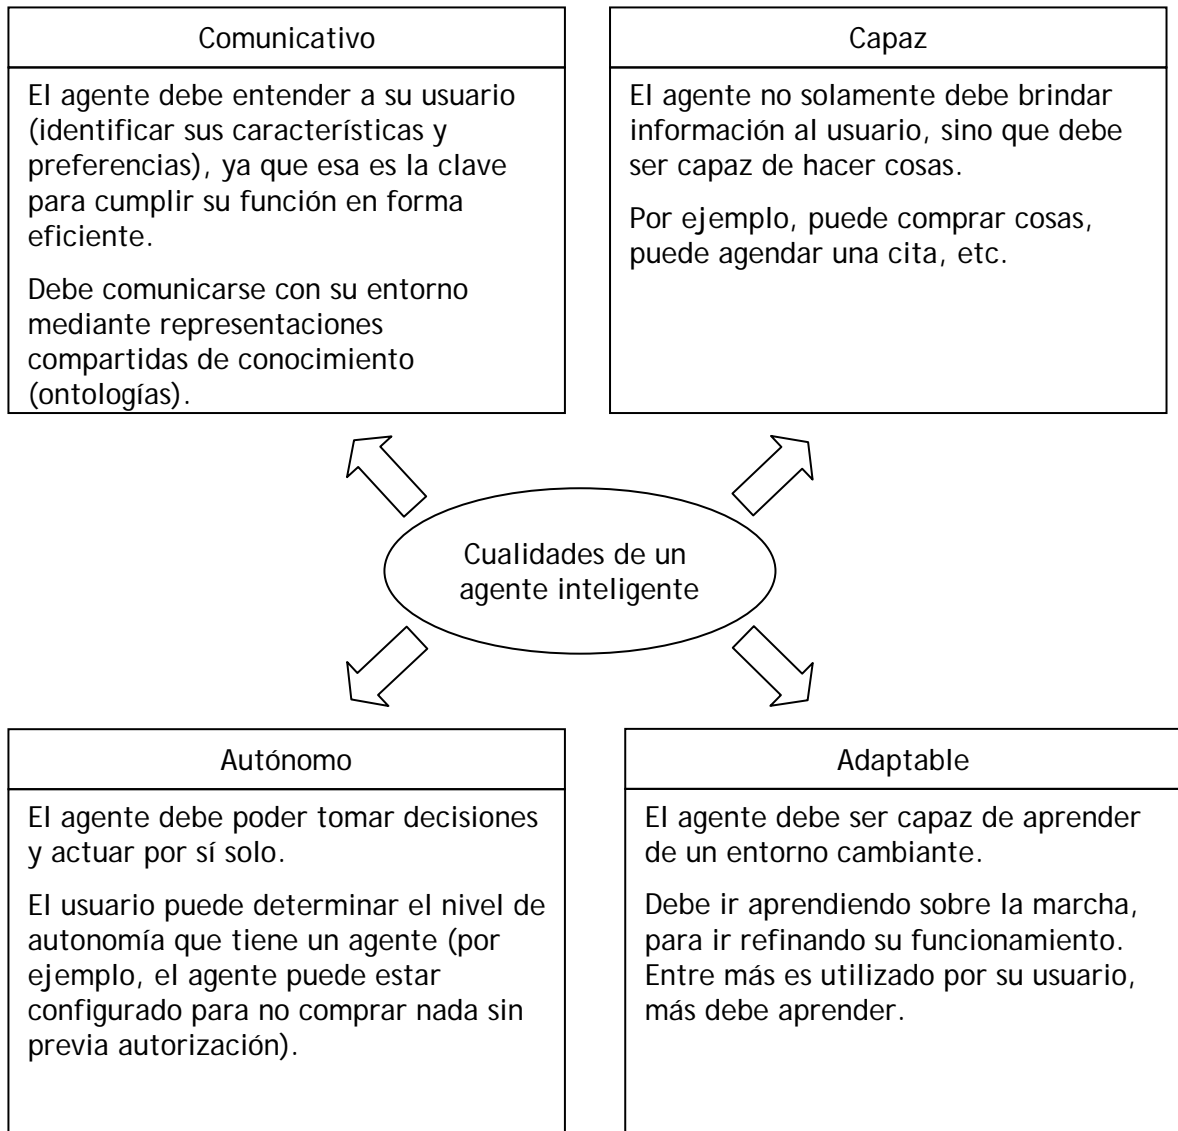 Comunicativo
El agente debe entender a su usuario
(identificar sus características y
preferencias), ya que esa es la clave
para cumplir su función en forma
eficiente.
Debe comunicarse con su entorno
mediante representaciones
compartidas de conocimiento
(ontologías).
Capaz
El agente no solamente debe brindar
información al usuario, sino que debe
ser capaz de hacer cosas.
Por ejemplo, puede comprar cosas,
puede agendar una cita, etc.
Cualidades de un
agente inteligente
Autónomo
El agente debe poder tomar decisiones
y actuar por sí solo.
El usuario puede determinar el nivel de
autonomía que tiene un agente (por
ejemplo, el agente puede estar
configurado para no comprar nada sin
previa autorización).
Adaptable
El agente debe ser capaz de aprender
de un entorno cambiante.
Debe ir aprendiendo sobre la marcha,
para ir refinando su funcionamiento.
Entre más es utilizado por su usuario,
más debe aprender.